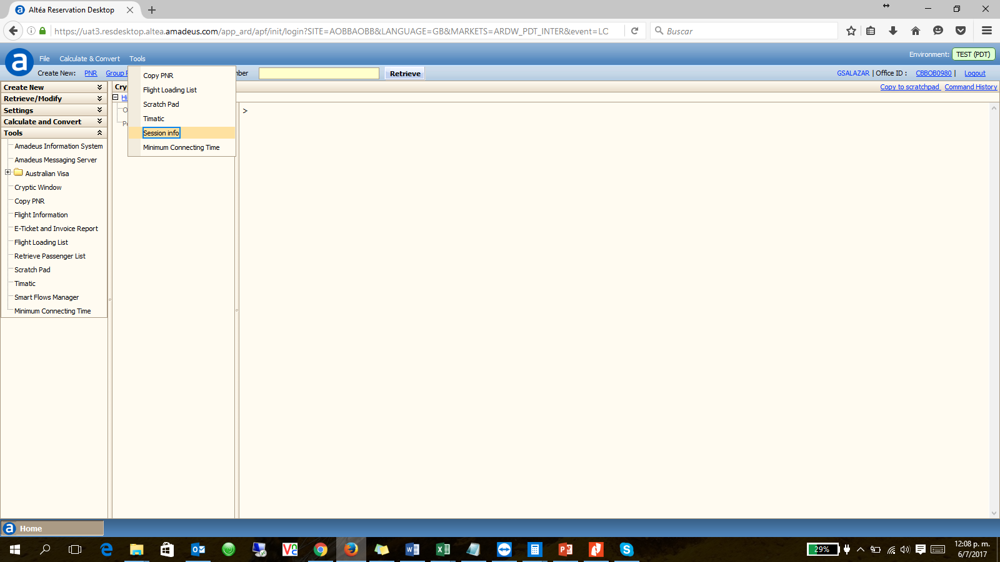 Altéa Reservation Desktop
https://uat3.resdesktop.altea.amadeus.com/app_ard/apf/init/login?SITE=AOBBAOBB&LANGUAGE=GB&MARKETS=ARDW_PDT_INTER&event=LO
Buscar
a
File Calculate & Convert Tools
Environment: TEST (PDT)
Create New: PNR Group
Retrieve
GSALAZAR | Office ID : CBBOB0980 | Logout
Copy PNR
Flight Loading List
Scratch Pad
Timatic
Session info
Minimum Connecting Time
Create New
Retrieve/Modify
Settings
Calculate and Convert
Tools
Amadeus Information System
Amadeus Messaging Server
Australian Visa
Cryptic Window
Copy PNR
Flight Information
E-Ticket and Invoice Report
Flight Loading List
Retrieve Passenger List
Scratch Pad
Timatic
Smart Flows Manager
Minimum Connecting Time
Cry
Hi
Copy to scratchpad Command History
>
a Home
29%
12:08 p. m.
6/7/2017